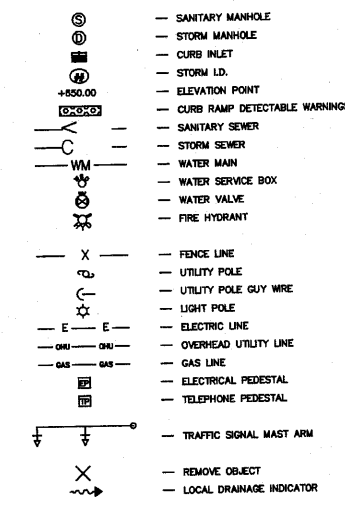 S — SANITARY MANHOLE
D — STORM MANHOLE
— CURB INLET
## — STORM I.D.
+650.00 — ELEVATION POINT
— CURB RAMP DETECTABLE WARNING
— SANITARY SEWER
C — STORM SEWER
WM — WATER MAIN
— WATER SERVICE BOX
— WATER VALVE
— FIRE HYDRANT
X — FENCE LINE
— UTILITY POLE
— UTILITY POLE GUY WIRE
— LIGHT POLE
E E — ELECTRIC LINE
OHU OHU — OVERHEAD UTILITY LINE
GAS GAS — GAS LINE
EP — ELECTRICAL PEDESTAL
TP — TELEPHONE PEDESTAL
— TRAFFIC SIGNAL MAST ARM
— REMOVE OBJECT
— LOCAL DRAINAGE INDICATOR